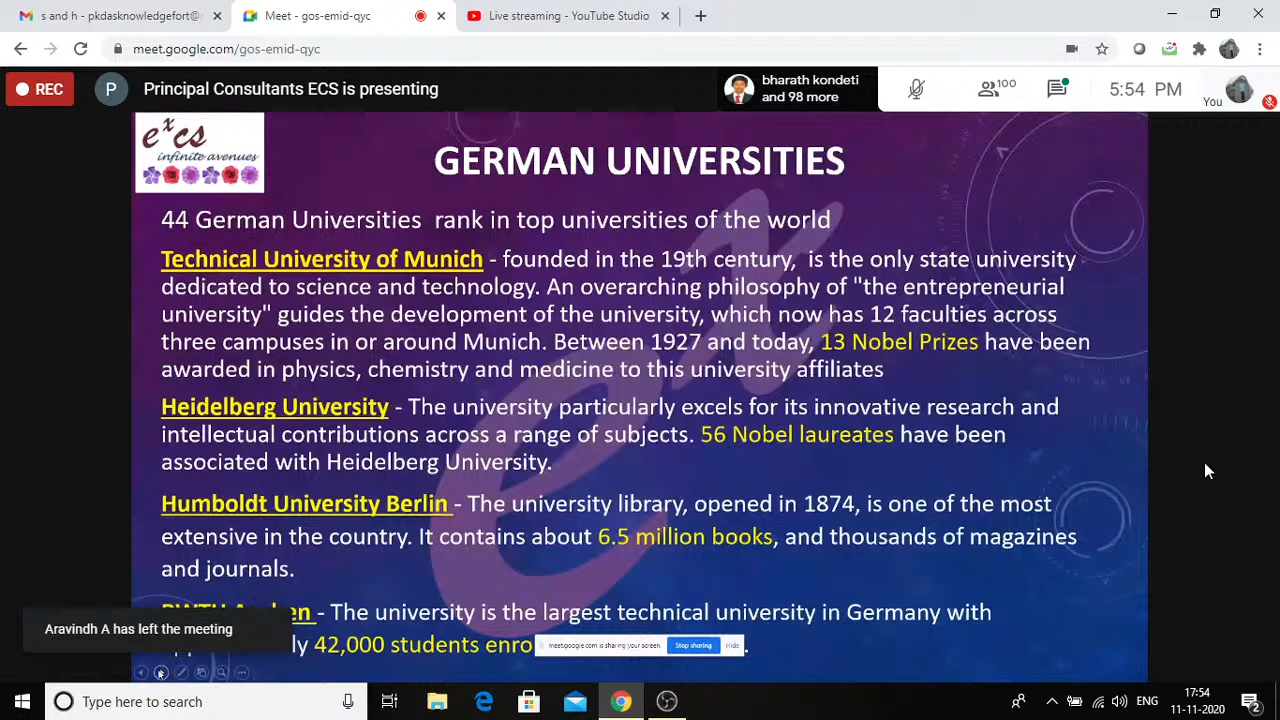 s and h - pkdasknowledgefort@g
Meet - gos-emid-qyc
Live streaming - YouTube Studio
meet.google.com/gos-emid-qyc
REC
P
Principal Consultants ECS is presenting
bharath kondeti
and 98 more
100
5:54 PM
You
excs
infinite avenues
GERMAN UNIVERSITIES
44 German Universities rank in top universities of the world
Technical University of Munich - founded in the 19th century, is the only state university
dedicated to science and technology. An overarching philosophy of "the entrepreneurial
university" guides the development of the university, which now has 12 faculties across
three campuses in or around Munich. Between 1927 and today, 13 Nobel Prizes have been
awarded in physics, chemistry and medicine to this university affiliates
Heidelberg University - The university particularly excels for its innovative research and
intellectual contributions across a range of subjects. 56 Nobel laureates have been
associated with Heidelberg University.
Humboldt University Berlin - The university library, opened in 1874, is one of the most
extensive in the country. It contains about 6.5 million books, and thousands of magazines
and journals.
- The university is the largest technical university in Germany with
42,000 students
Aravindh A has left the meeting
meet.google.com is sharing your screen.
Stop sharing
Hide
Type here to search
ENG
17:54
11-11-2020
2